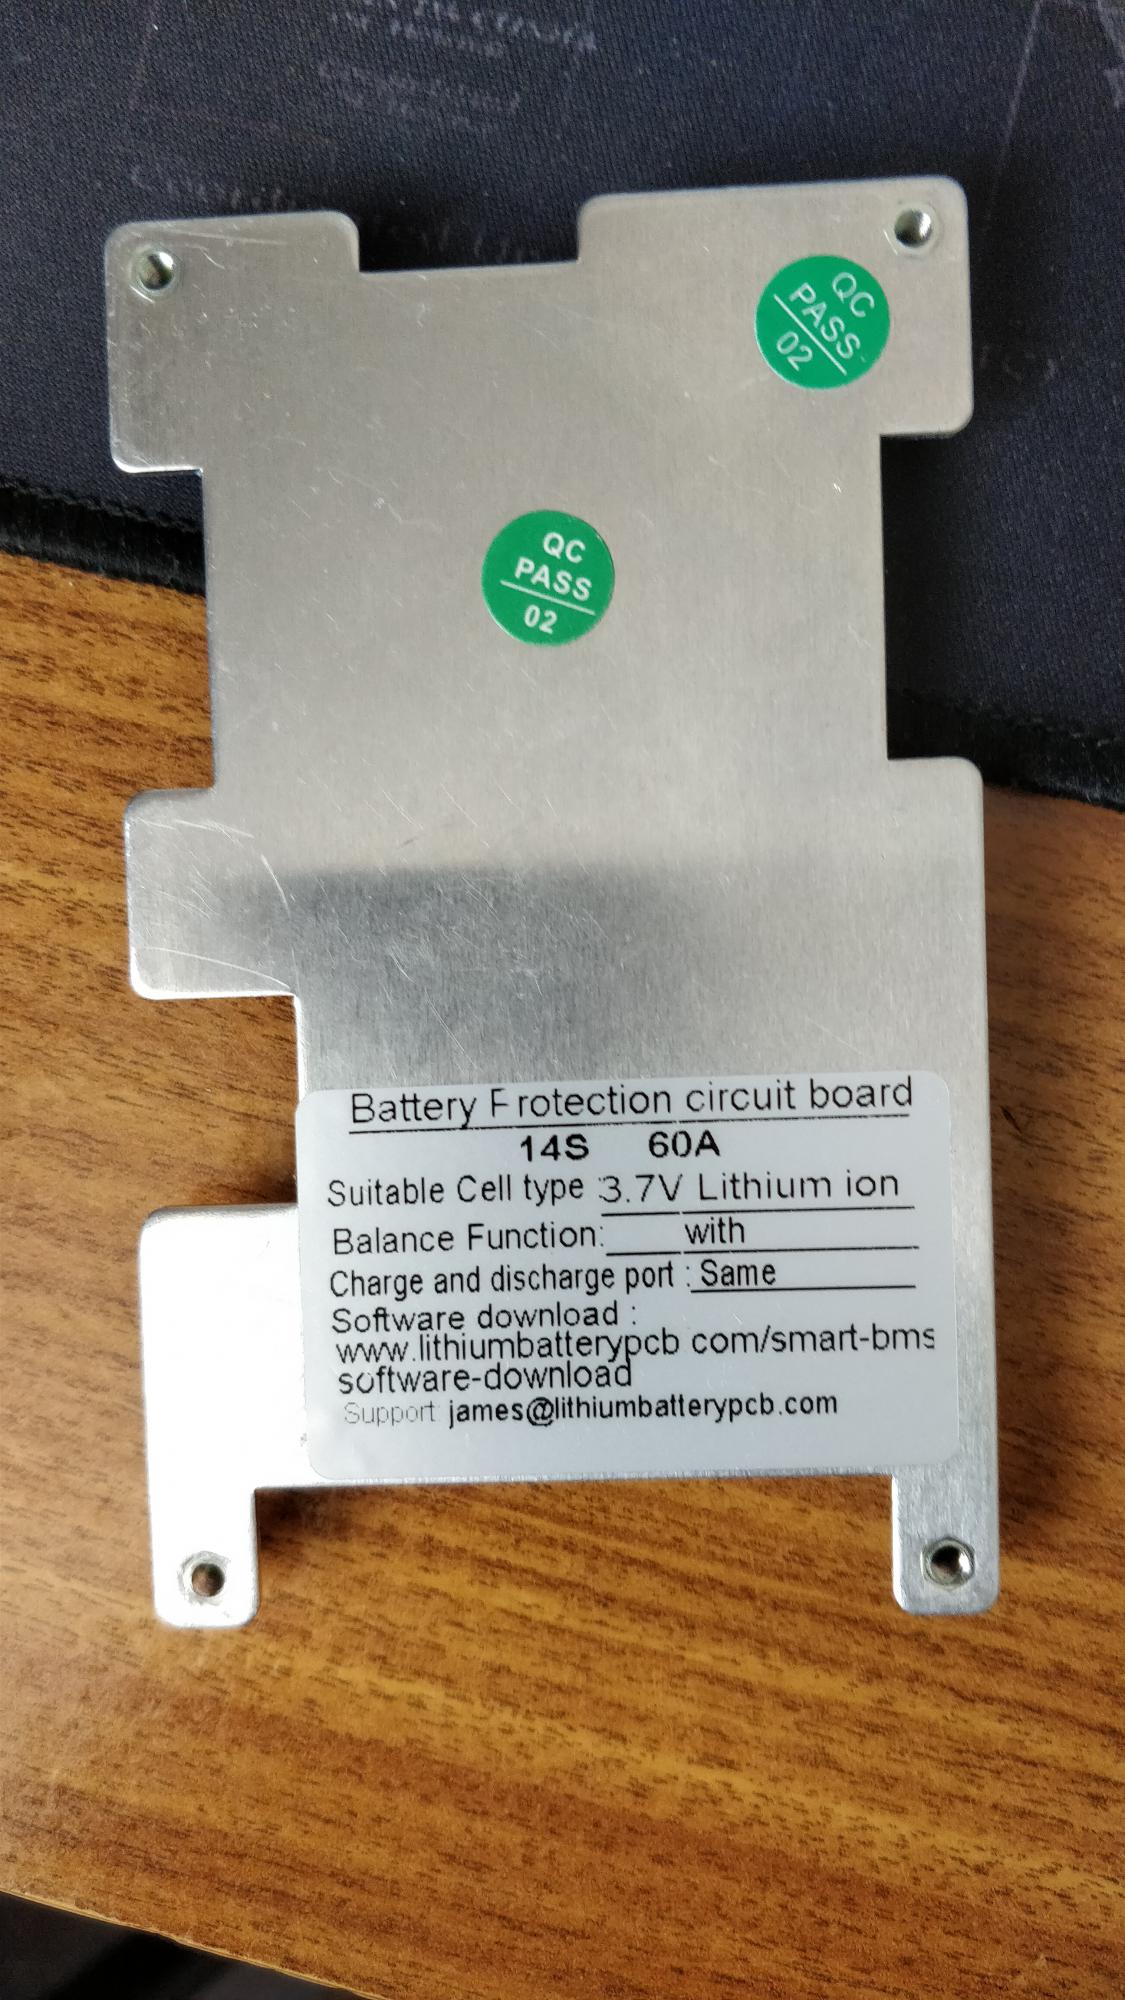 QC
PASS
02
QC
PASS
02
Battery Protection circuit board
14S 60A
Suitable Cell type :3.7V Lithium ion
Balance Function: with
Charge and discharge port : Same
Software download :
www.lithiumbatterypcb com/smart-bms
software-download
Support: james@lithiumbatterypcb.com